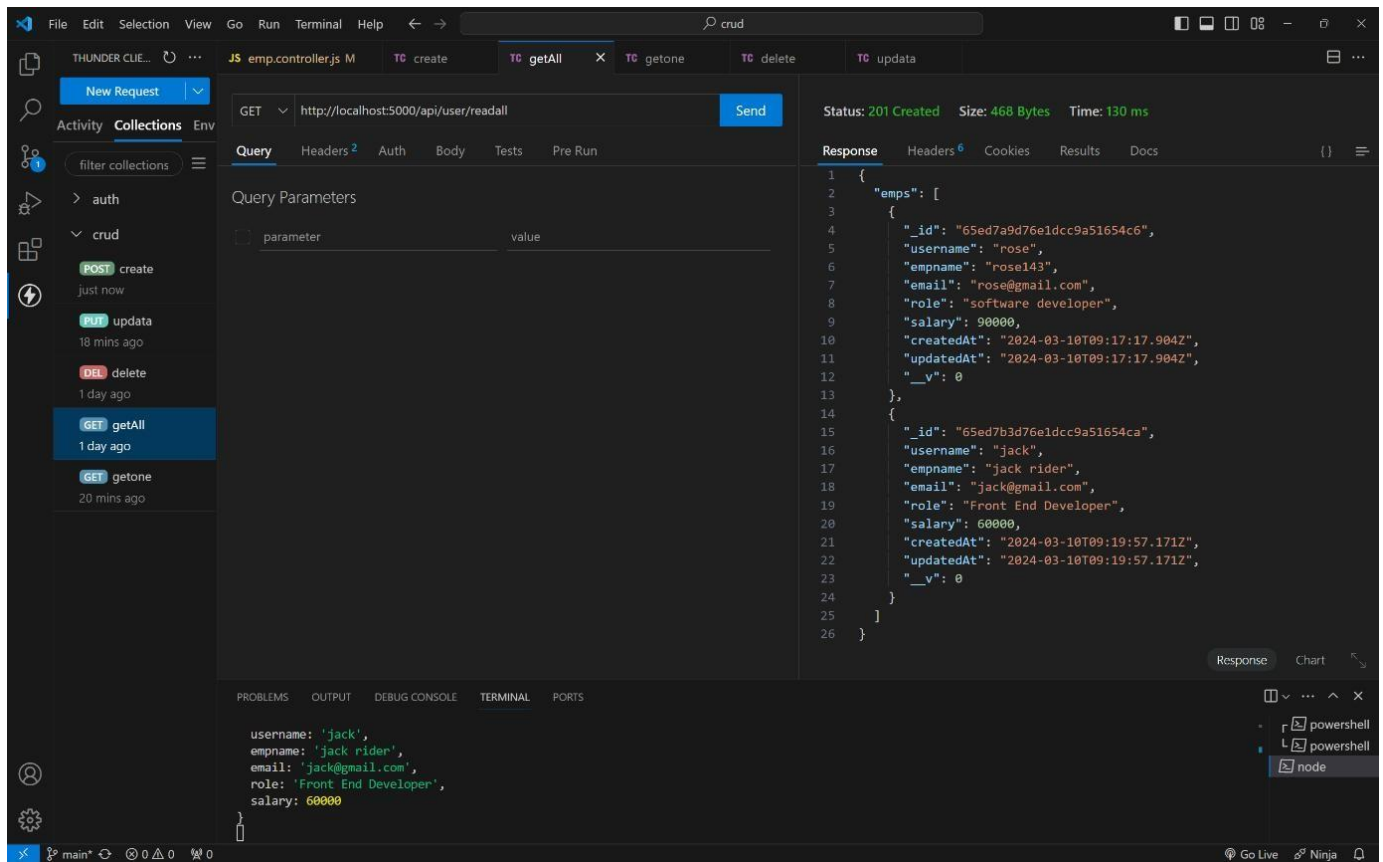 File Edit Selection View Go Run Terminal Help crud
THUNDER CLIE...
JS emp.controller.js M TC create TC getAll TC getone TC delete TC updata
New Request
Activity Collections Env
filter collections
auth
crud
POST create
just now
PUT updata
18 mins ago
DEL delete
1 day ago
GET getAll
1 day ago
GET getone
20 mins ago
GET http://localhost:5000/api/user/readall Send
Query Headers 2 Auth Body Tests Pre Run
Query Parameters
parameter value
Status: 201 Created Size: 468 Bytes Time: 130 ms
Response Headers 6 Cookies Results Docs {}
1 {
2 "emps": [
3 {
4 "_id": "65ed7a9d76e1dcc9a51654c6",
5 "username": "rose",
6 "empname": "rose143",
7 "email": "rose@gmail.com",
8 "role": "software developer",
9 "salary": 90000,
10 "createdAt": "2024-03-10T09:17:17.904Z",
11 "updatedAt": "2024-03-10T09:17:17.904Z",
12 "__v": 0
13 },
14 {
15 "_id": "65ed7b3d76e1dcc9a51654ca",
16 "username": "jack",
17 "empname": "jack rider",
18 "email": "jack@gmail.com",
19 "role": "Front End Developer",
20 "salary": 60000,
21 "createdAt": "2024-03-10T09:19:57.171Z",
22 "updatedAt": "2024-03-10T09:19:57.171Z",
23 "__v": 0
24 }
25 ]
26 }
Response Chart
PROBLEMS OUTPUT DEBUG CONSOLE TERMINAL PORTS
username: 'jack',
empname: 'jack rider',
email: 'jack@gmail.com',
role: 'Front End Developer',
salary: 60000
}
powershell
powershell
node
1
main* 0 0 0 Go Live Ninja